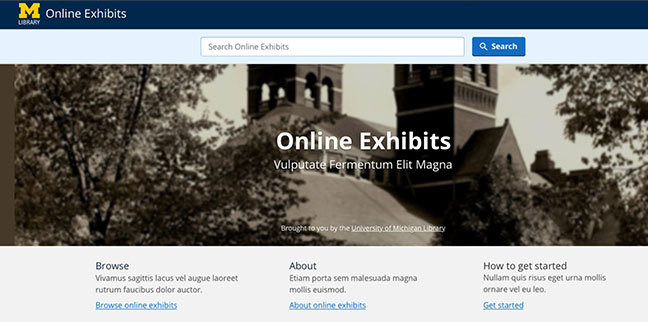 M
LIBRARY
Online Exhibits
Search Online Exhibits
Search
Online Exhibits
Vulputate Fermentum Elit Magna
Brought to you by the University of Michigan Library
Browse
Vivamus sagittis lacus vel augue laoreet
rutrum faucibus dolor auctor.
Browse online exhibits
About
Etiam porta sem malesuada magna
mollis euismod.
About online exhibits
How to get started
Nullam quis risus eget urna mollis
ornare vel eu leo.
Get started